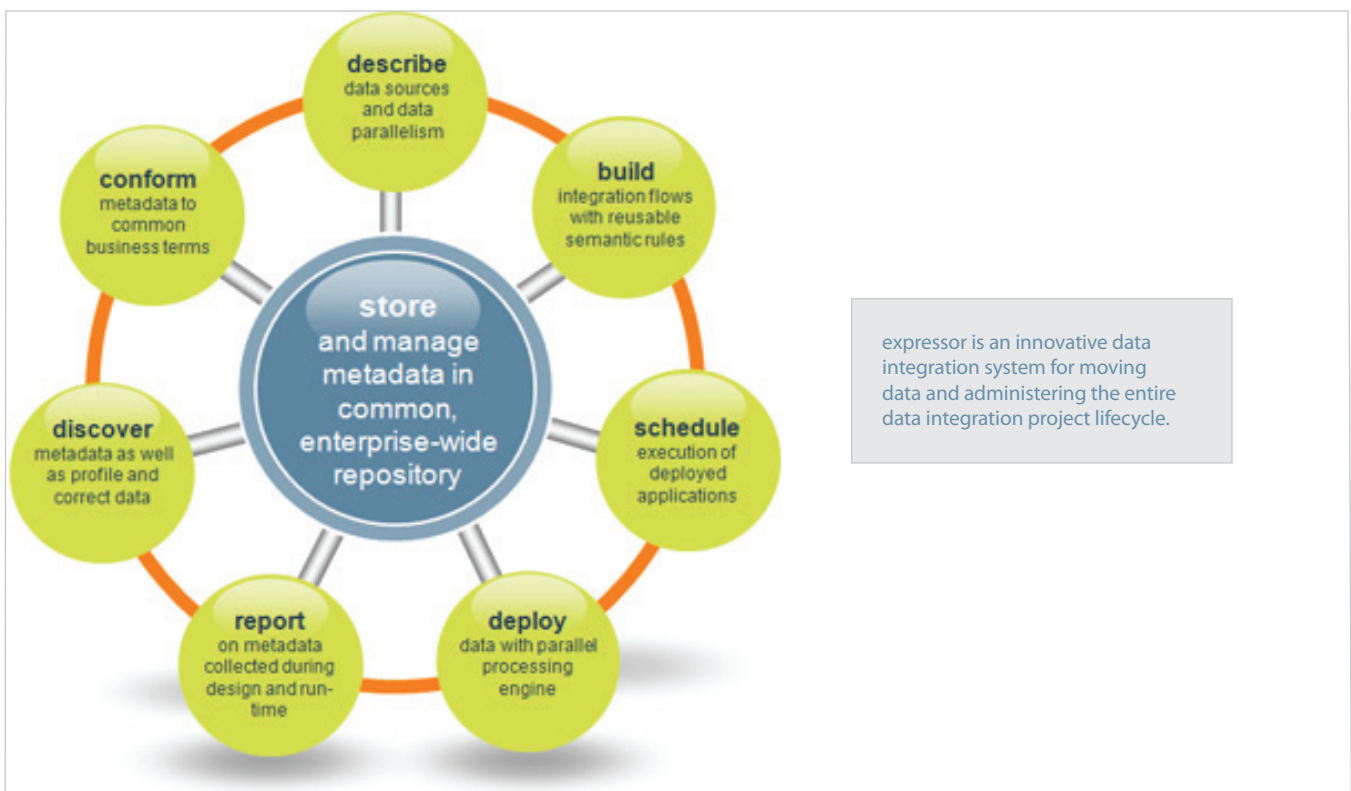 describe
data sources
and data
parallelism
build
integration flows
with reusable
semantic rules
schedule
execution of
deployed
applications
deploy
data with parallel
processing
engine
report
on metadata
collected during
design and run-
time
discover
metadata as well
as profile and
correct data
conform
metadata to
common
business terms
store
and manage
metadata in
common,
enterprise-wide
repository
expressor is an innovative data
integration system for moving
data and administering the entire
data integration project lifecycle.